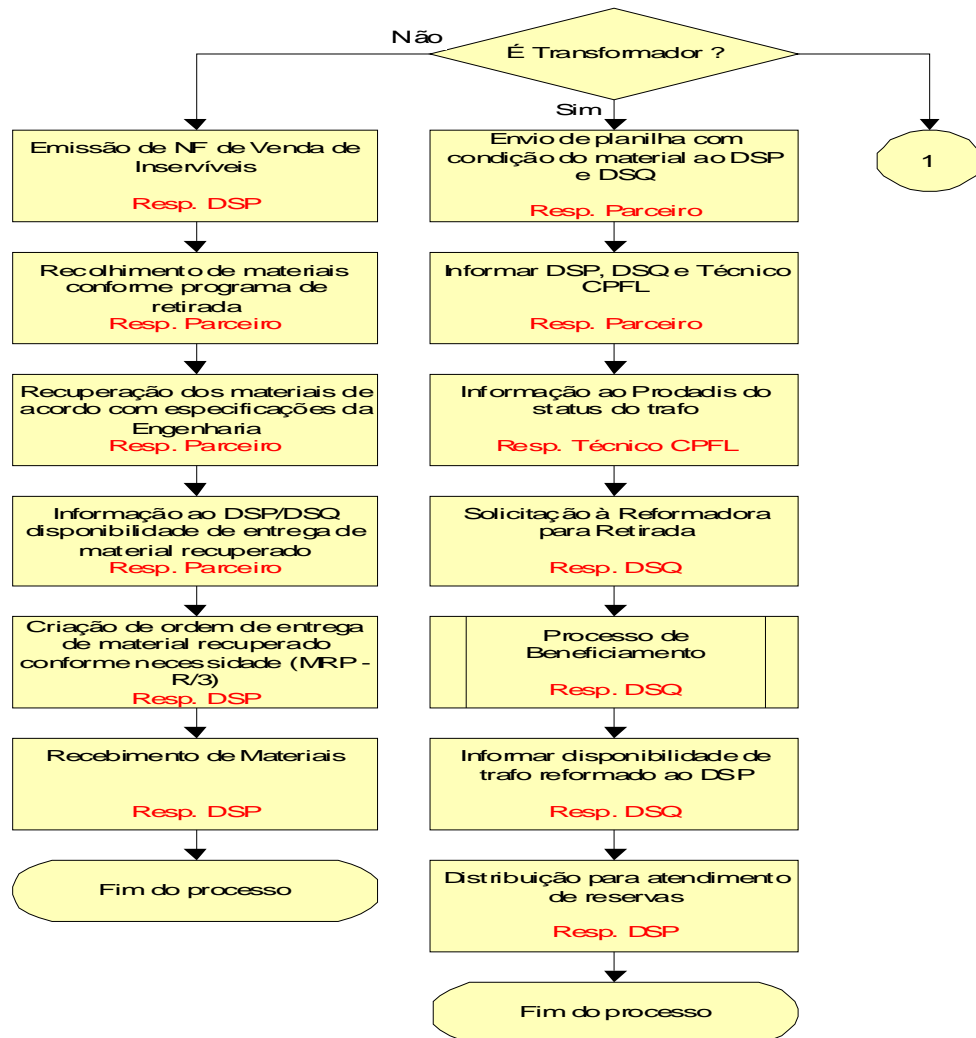 É Transformador ?
Não
Sim
1
Emissão de NF de Venda de
Inservíveis
Resp. DSP
Recolhimento de materiais
conforme programa de
retirada
Resp. Parceiro
Recuperação dos materiais de
acordo com especificações da
Engenharia
Resp. Parceiro
Informação ao DSP/DSQ
disponibilidade de entrega de
material recuperado
Resp. Parceiro
Criação de ordem de entrega
de material recuperado
conforme necessidade (MRP -
R/3)
Resp. DSP
Recebimento de Materiais
Resp. DSP
Fim do processo
Envio de planilha com
condição do material ao DSP
e DSQ
Resp. Parceiro
Informar DSP, DSQ e Técnico
CPFL
Resp. Parceiro
Informação ao Prodadis do
status do trafo
Resp. Técnico CPFL
Solicitação à Reformadora
para Retirada
Resp. DSQ
Processo de
Beneficiamento
Resp. DSQ
Informar disponibilidade de
trafo reformado ao DSP
Resp. DSQ
Distribuição para atendimento
de reservas
Resp. DSP
Fim do processo